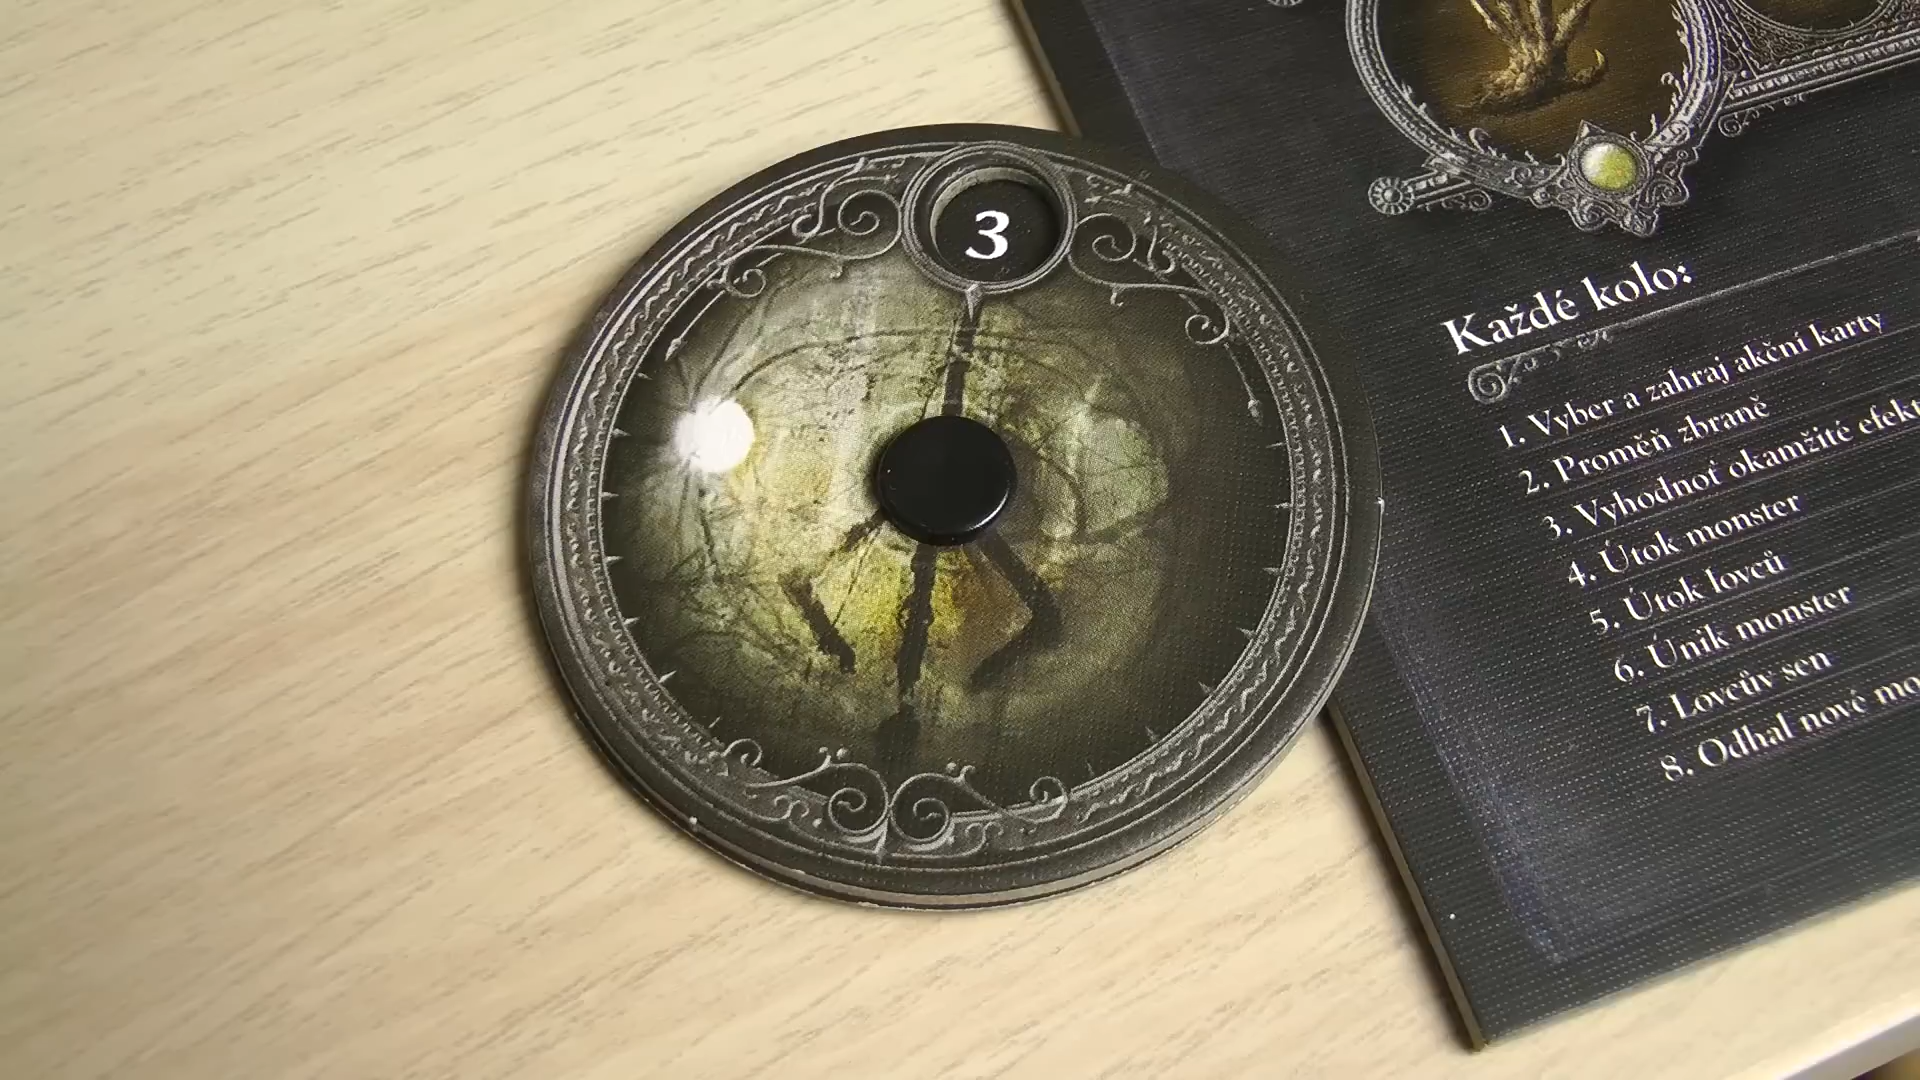 3
Každé kolo:
1. Vyber a zahraj akční karty
2. Proměň zbraně
3. Vyhodnoť okamžité efekt
4. Útok monster
5. Útok lovců
6. Únik monster
7. Lovcův sen
8. Odhal nové mo